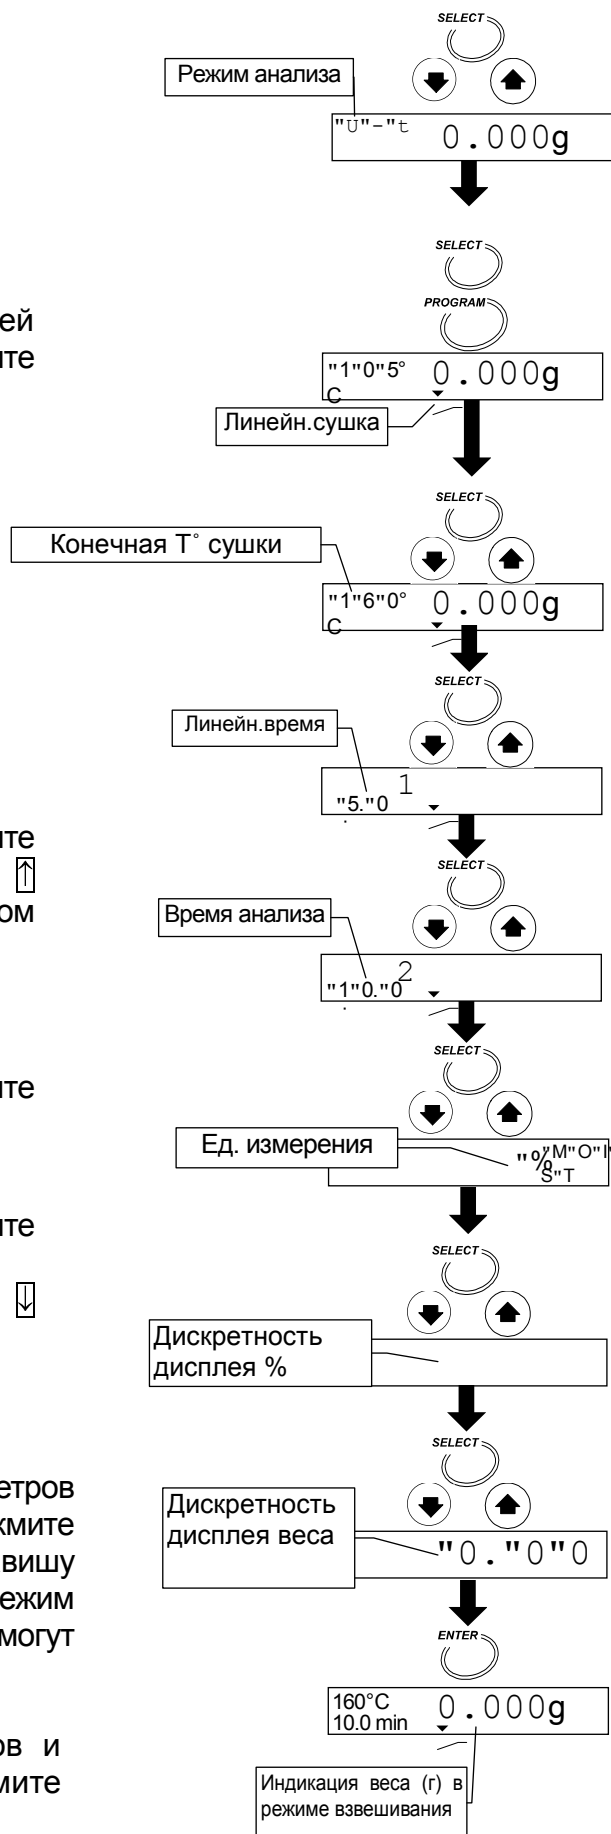 SELECT
Режим анализа
"U"-"t 0.000g
SELECT
PROGRAM
ей
ите
"1"0"5° 0.000g
C
Линейн.сушка
SELECT
Конечная Т˚ сушки
"1"6"0° 0.000g
C
SELECT
Линейн.время
1
"5."0
ите
↑
SELECT
ом
Время анализа
2
"1"0."0
SELECT
ите
Ед. измерения
"%"M"O"I"
S"T
ите
SELECT
⇓
Дискретность
дисплея %
SELECT
етров
жмите
Дискретность
дисплея веса
вишу
"0."0"0
ежим
могут
ENTER
160°C 0.000g
10.0 min
ов и
мите
Индикация веса (г) в
режиме взвешивания